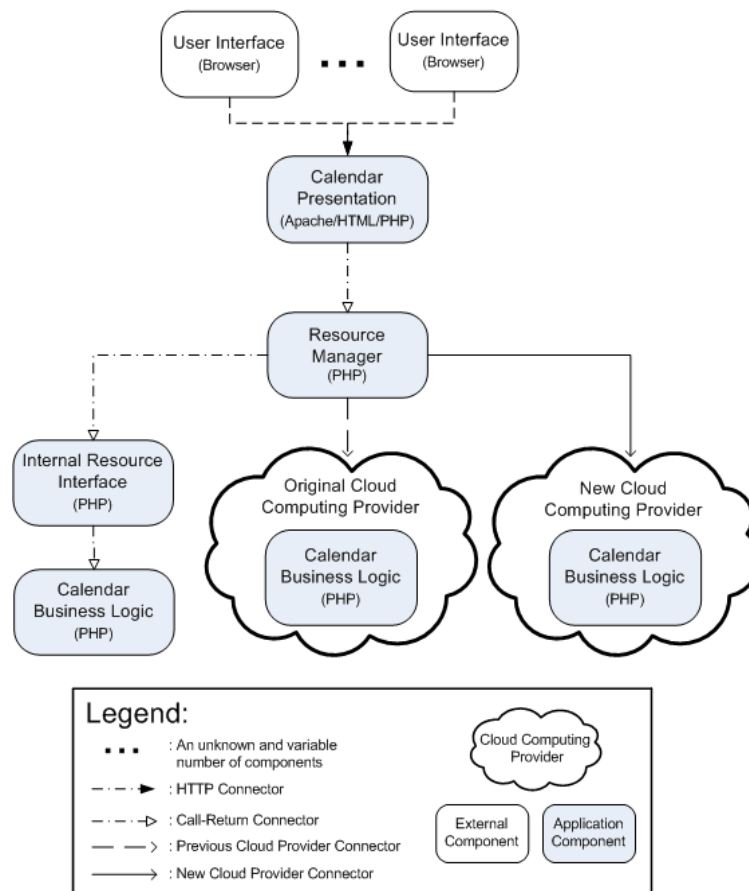 User Interface
(Browser)
User Interface
(Browser)
Calendar
Presentation
(Apache/HTML/PHP)
Resource
Manager
(PHP)
Internal Resource
Interface
(PHP)
Calendar
Business Logic
(PHP)
Original Cloud
Computing Provider
Calendar
Business Logic
(PHP)
New Cloud
Computing Provider
Calendar
Business Logic
(PHP)
Legend:
: An unknown and variable
number of components
: HTTP Connector
: Call-Return Connector
: Previous Cloud Provider Connector
: New Cloud Provider Connector
Cloud Computing
Provider
External
Component
Application
Component